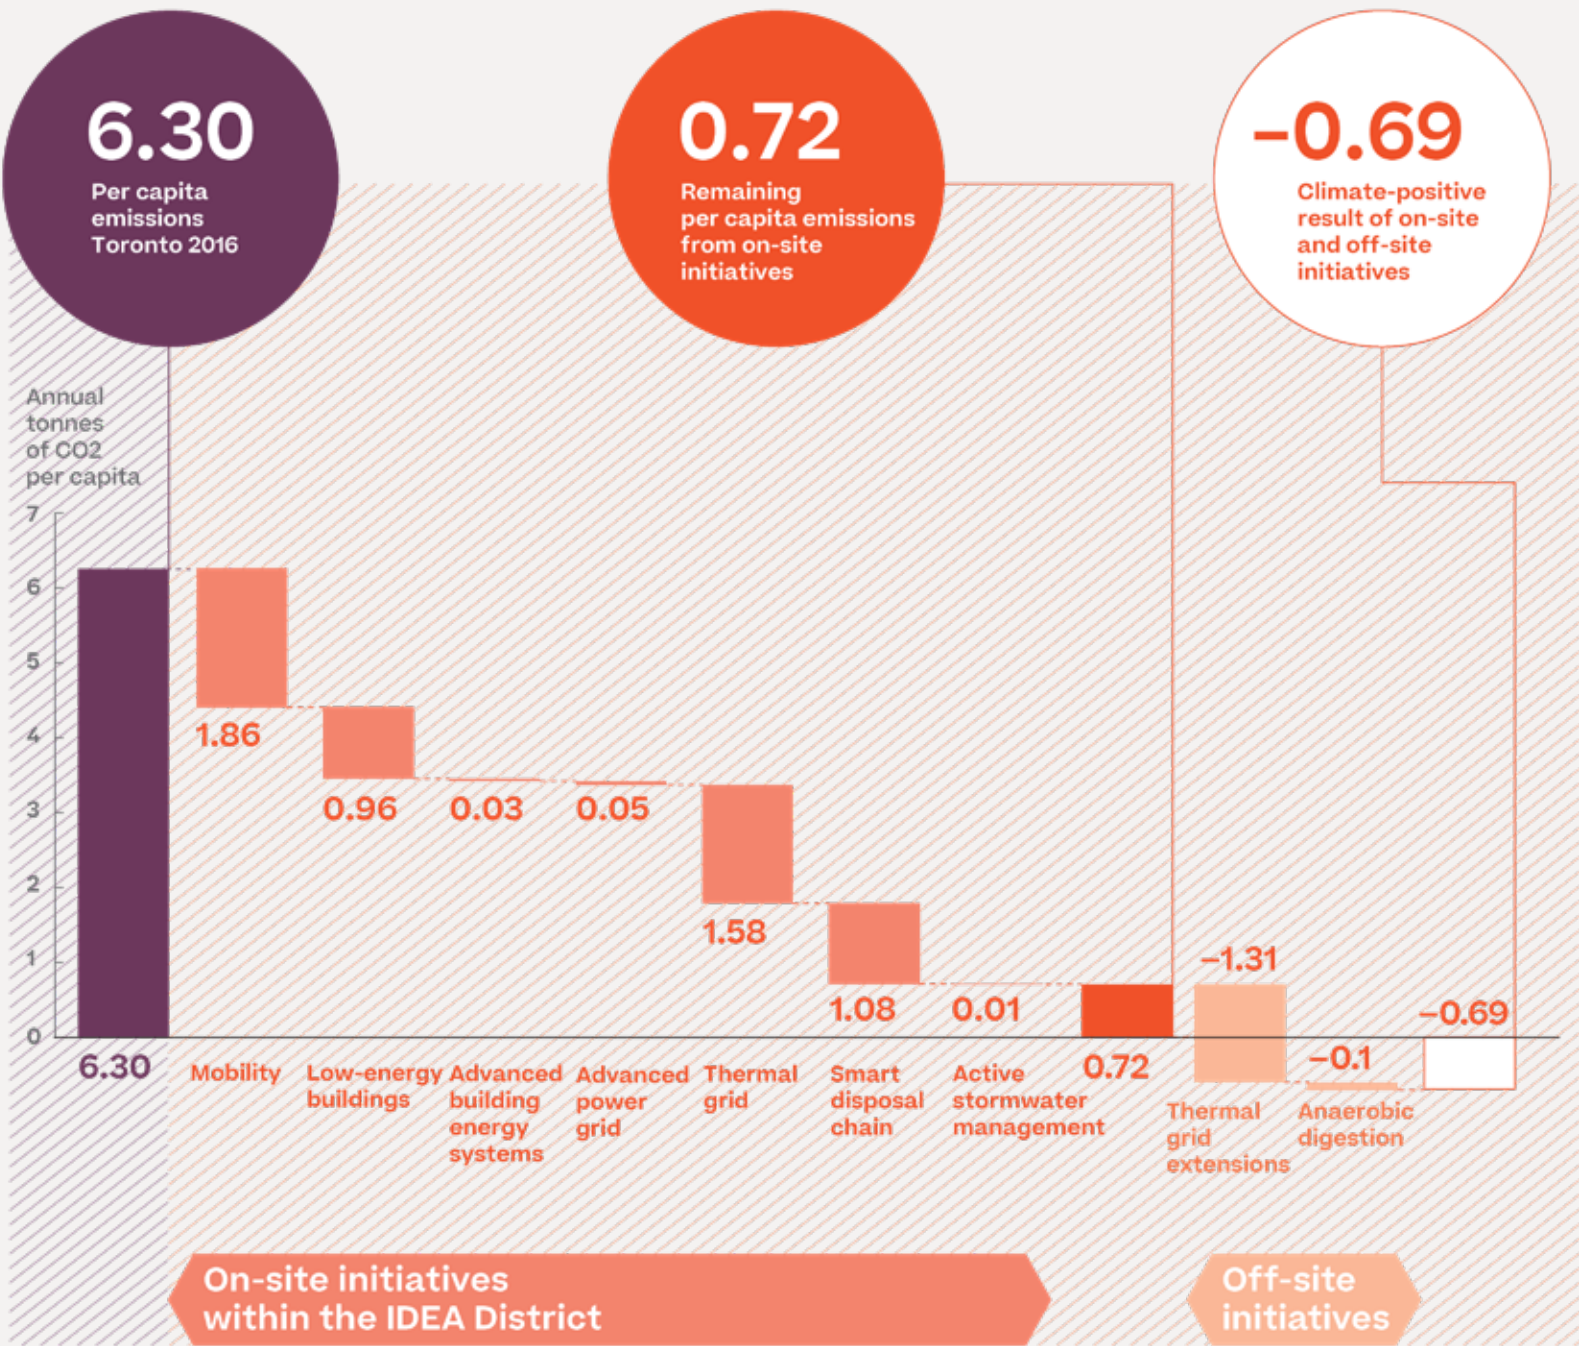 6.30
Per capita
emissions
Toronto 2016
0.72
Remaining
per capita emissions
from on-site
initiatives
–0.69
Climate-positive
result of on-site
and off-site
initiatives
Annual
tonnes
of CO2
per capita
7
6
5
4
3
2
1
0
6.30
1.86
0.96
0.03
0.05
1.58
1.08
0.01
0.72
–1.31
–0.1
–0.69
Mobility
Low-energy
buildings
Advanced
building
energy
systems
Advanced
power
grid
Thermal
grid
Smart
disposal
chain
Active
stormwater
management
Thermal
grid
extensions
Anaerobic
digestion
On-site initiatives
within the IDEA District
Off-site
initiatives